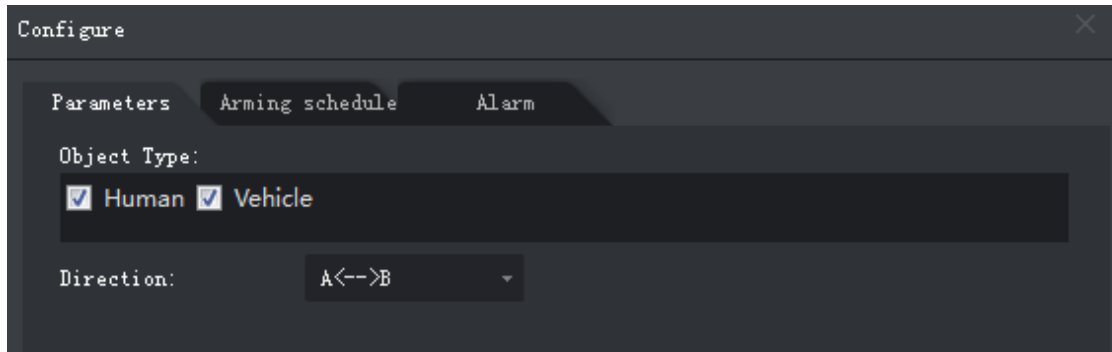 Configure
Parameters Arming schedule Alarm
Object Type:
Human Vehicle
Direction: A<-->B